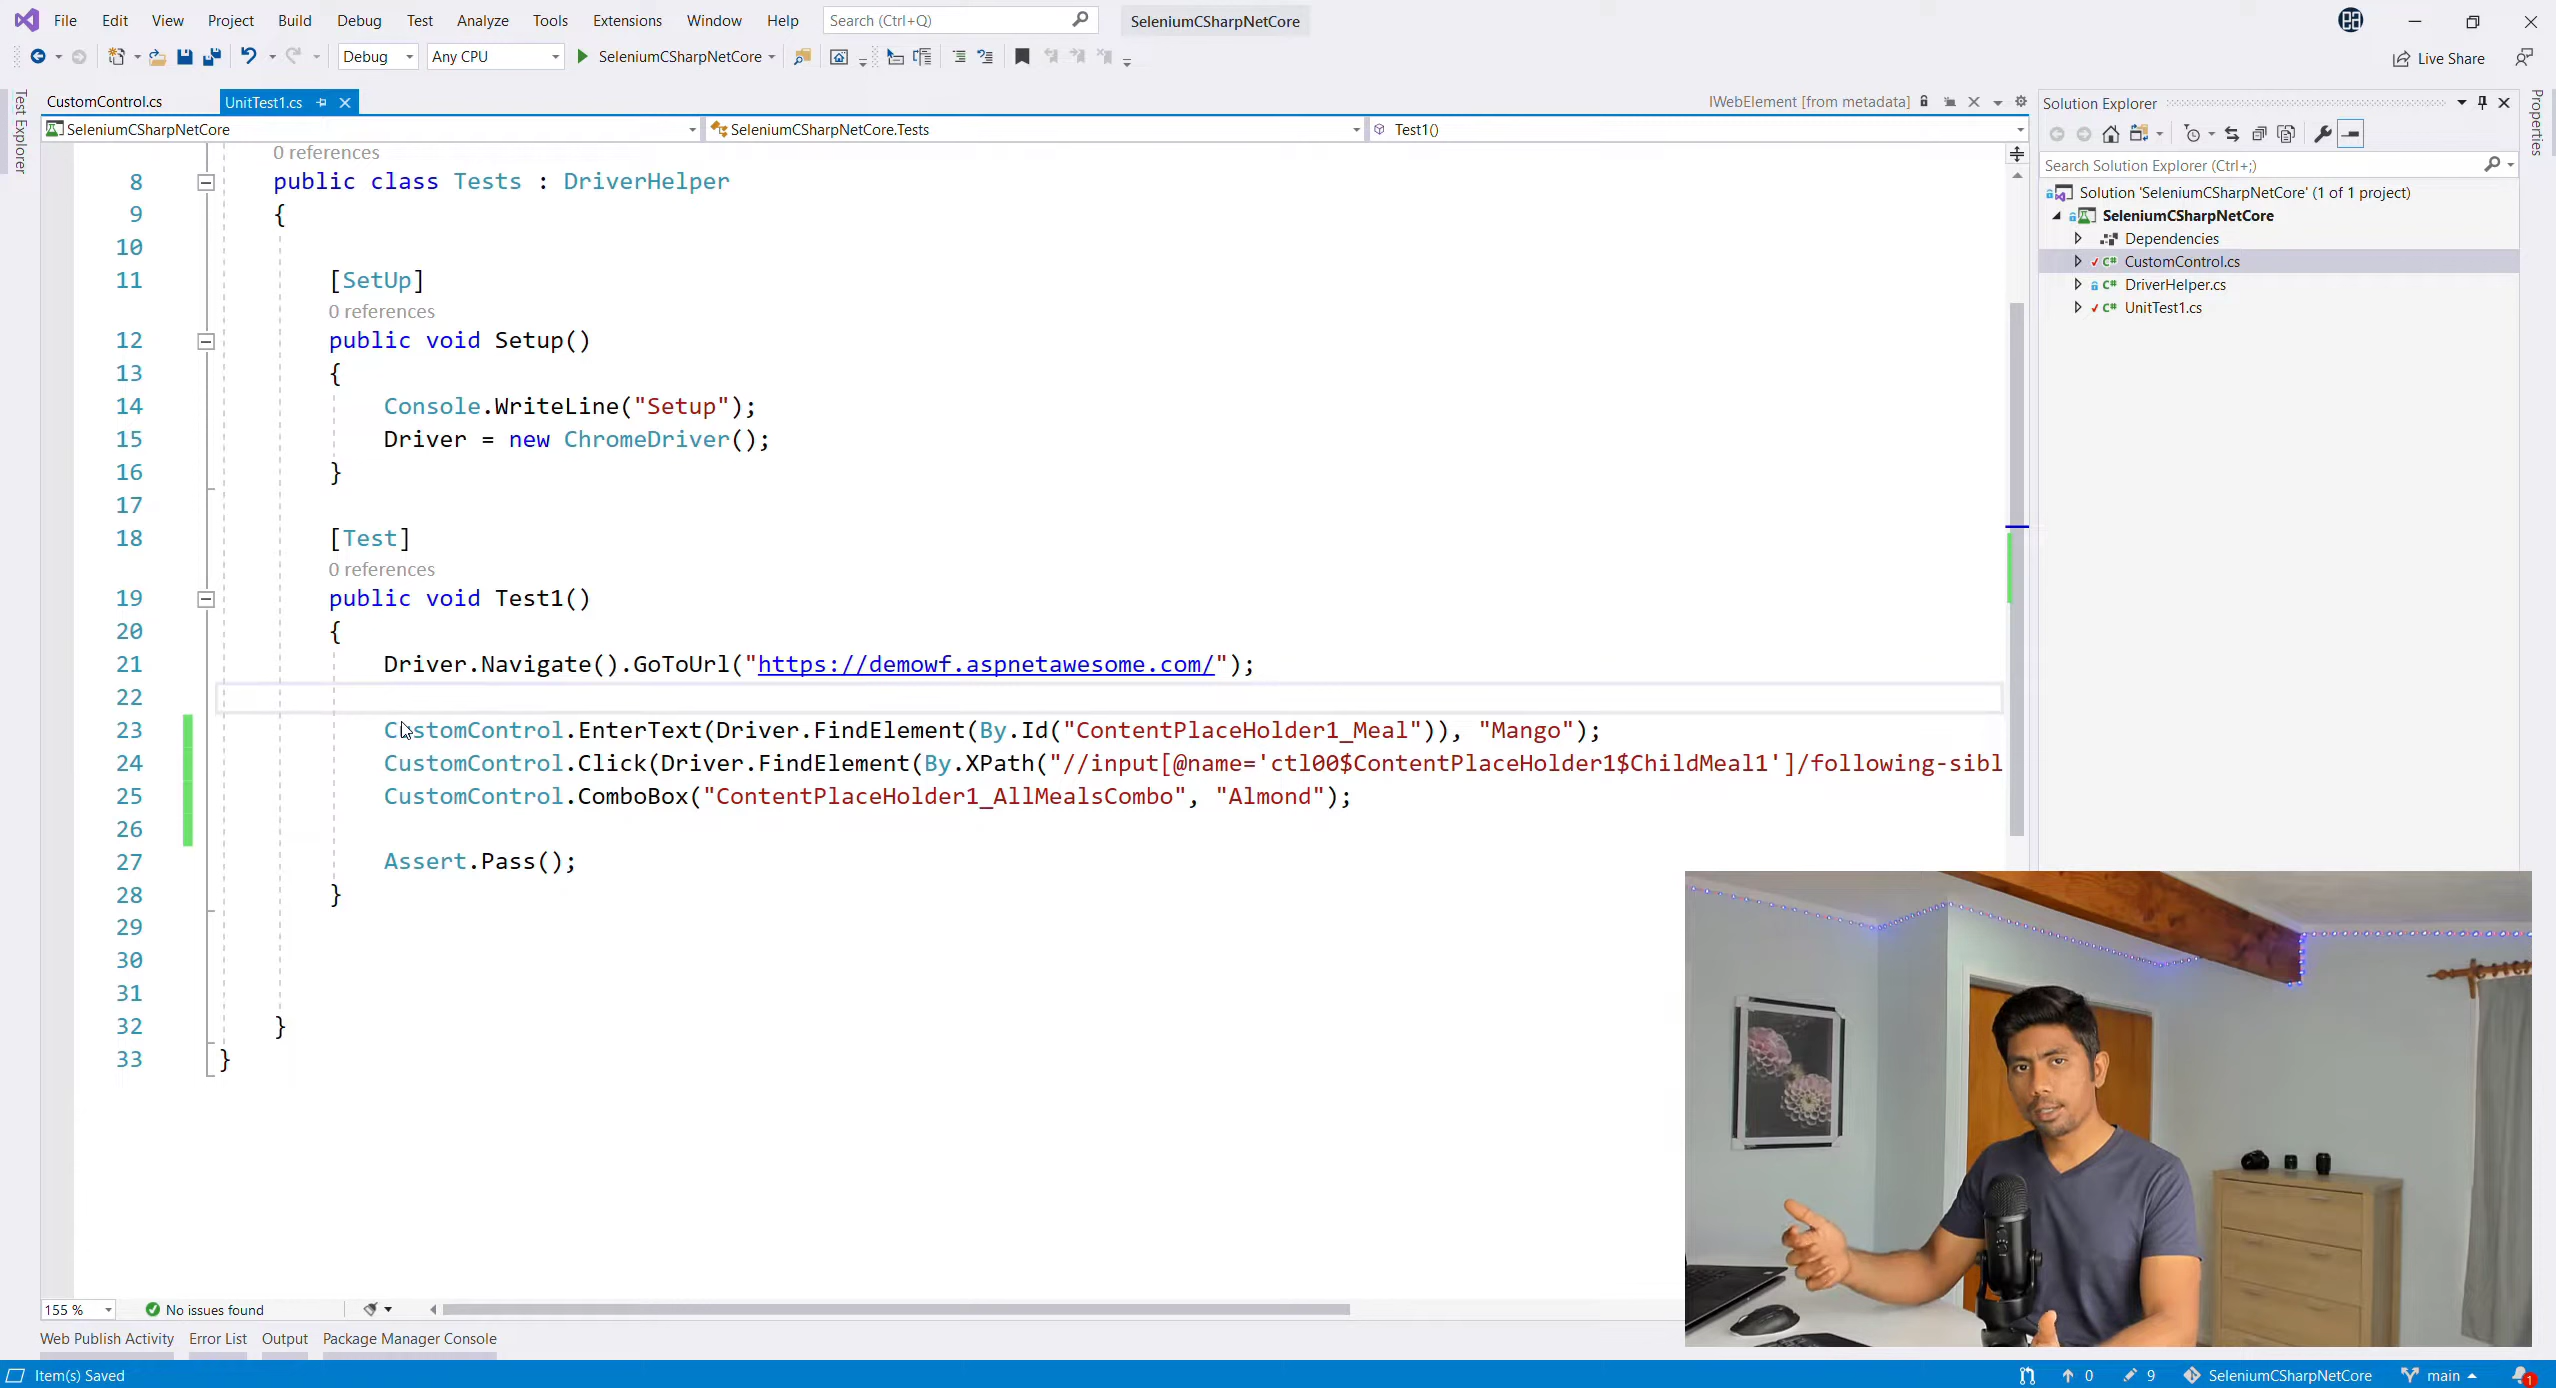 File Edit View Project Build Debug Test Analyze Tools Extensions Window Help Search (Ctrl+Q) SeleniumCSharpNetCore
Debug Any CPU SeleniumCSharpNetCore Live Share
CustomControl.cs UnitTest1.cs IWebElement [from metadata]
SeleniumCSharpNetCore SeleniumCSharpNetCore.Tests Test1()
0 references
8 public class Tests : DriverHelper
9 {
10
11 [SetUp]
0 references
12 public void Setup()
13 {
14 Console.WriteLine("Setup");
15 Driver = new ChromeDriver();
16 }
17
18 [Test]
0 references
19 public void Test1()
20 {
21 Driver.Navigate().GoToUrl("https://demowf.aspnetawesome.com/");
22
23 CustomControl.EnterText(Driver.FindElement(By.Id("ContentPlaceHolder1_Meal")), "Mango");
24 CustomControl.Click(Driver.FindElement(By.XPath("//input[@name='ctl00$ContentPlaceHolder1$ChildMeal1']/following-sibl
25 CustomControl.ComboBox("ContentPlaceHolder1_AllMealsCombo", "Almond");
26
27 Assert.Pass();
28 }
29
30
31
32 }
33 }
Test Explorer
Solution Explorer
Search Solution Explorer (Ctrl+;)
Solution 'SeleniumCSharpNetCore' (1 of 1 project)
SeleniumCSharpNetCore
Dependencies
C# CustomControl.cs
C# DriverHelper.cs
C# UnitTest1.cs
Properties
155 % No issues found
Web Publish Activity Error List Output Package Manager Console
Item(s) Saved 0 9 SeleniumCSharpNetCore main 1